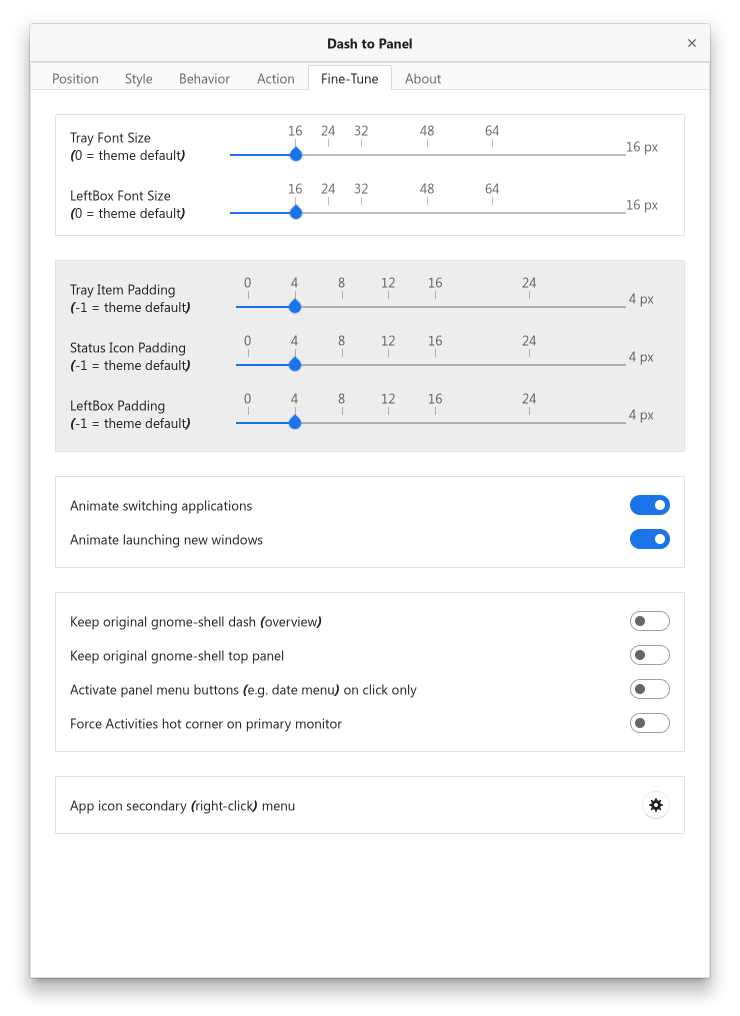 Dash to Panel
Position Style Behavior Action Fine-Tune About
16 24 32 48 64
Tray Font Size
(0 = theme default)
16 px
16 24 32 48 64
LeftBox Font Size
(0 = theme default)
16 px
0 4 8 12 16 24
Tray Item Padding
(-1 = theme default)
4 px
0 4 8 12 16 24
Status Icon Padding
(-1 = theme default)
4 px
0 4 8 12 16 24
LeftBox Padding
(-1 = theme default)
4 px
Animate switching applications
Animate launching new windows
Keep original gnome-shell dash (overview)
Keep original gnome-shell top panel
Activate panel menu buttons (e.g. date menu) on click only
Force Activities hot corner on primary monitor
App icon secondary (right-click) menu